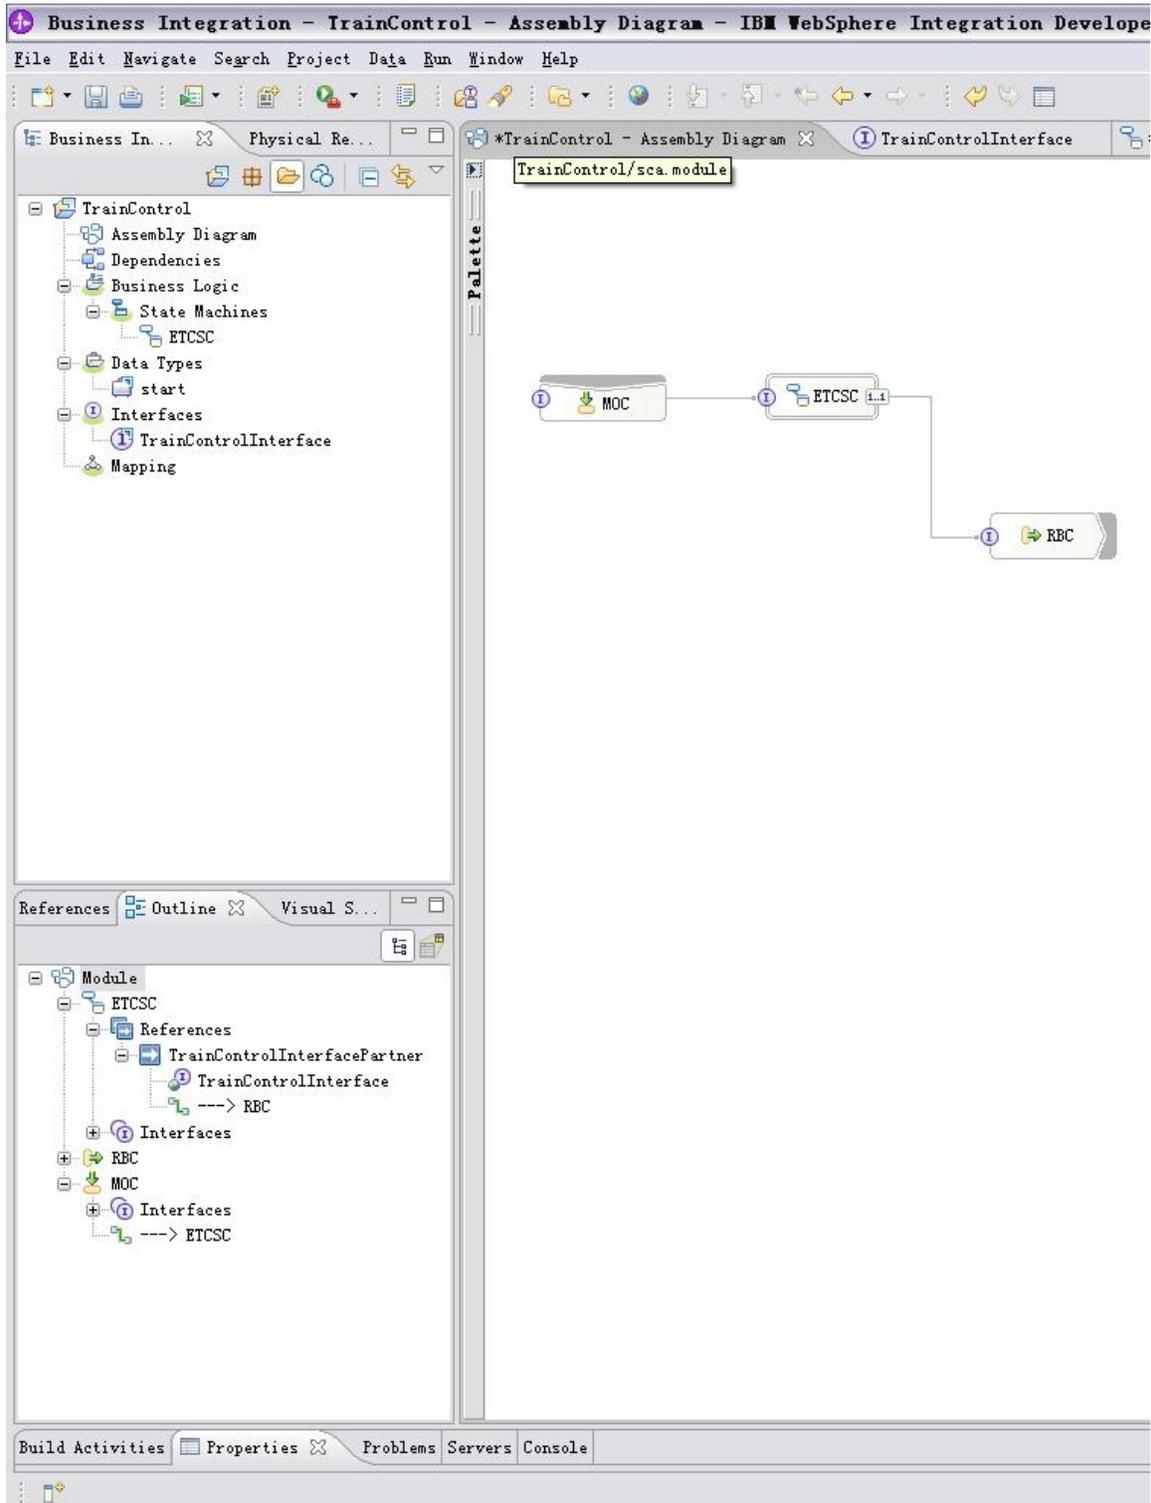 Business Integration - TrainControl - Assembly Diagram - IBM WebSphere Integration Develope
File Edit Navigate Search Project Data Run Window Help
Business In... Physical Re... *TrainControl - Assembly Diagram TrainControlInterface
TrainControl/sca.module
Palette
TrainControl
Assembly Diagram
Dependencies
Business Logic
State Machines
ETCSC
Data Types
start
Interfaces
TrainControlInterface
Mapping
MOC
ETCSC 1..1
RBC
References Outline Visual S...
Module
ETCSC
References
TrainControlInterfacePartner
TrainControlInterface
---> RBC
Interfaces
RBC
MOC
Interfaces
---> ETCSC
Build Activities Properties Problems Servers Console